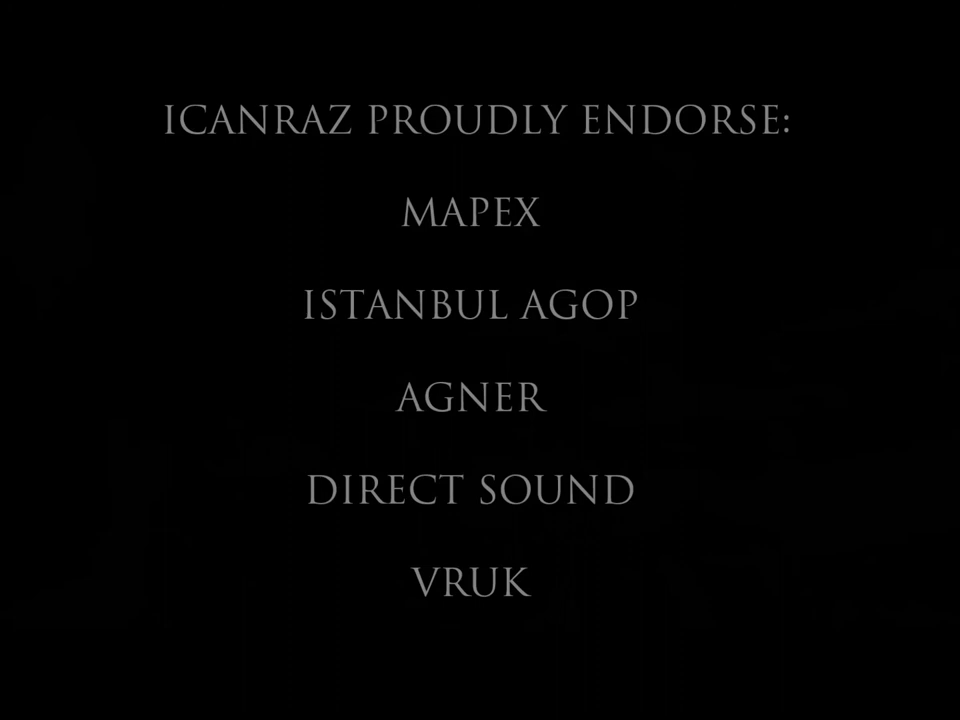 ICANRAZ PROUDLY ENDORSE:
MAPEX
ISTANBUL AGOP
AGNER
DIRECT SOUND
VRUK